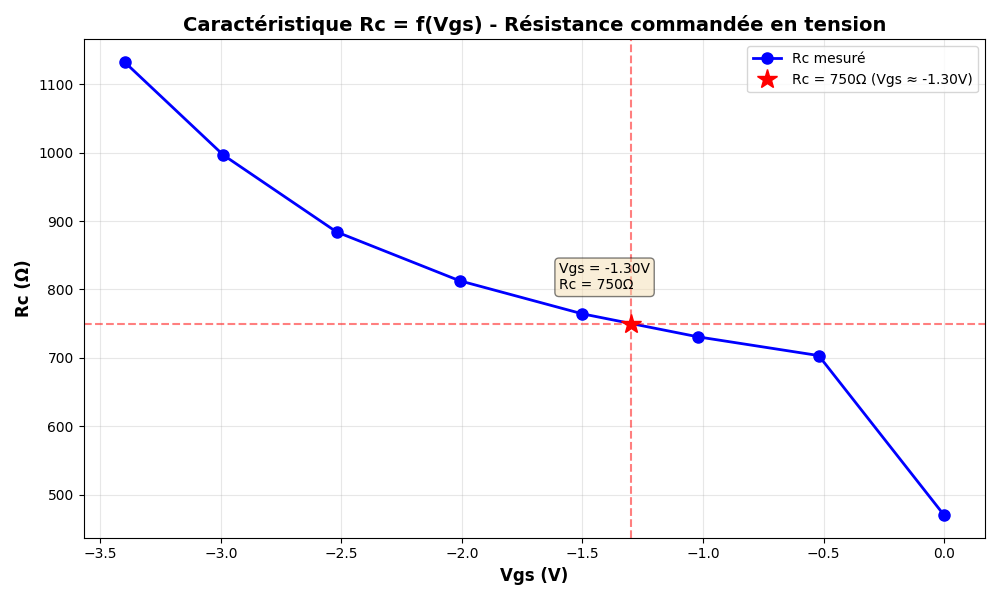 Caractéristique Rc = f(Vgs) - Résistance commandée en tension
Rc mesuré
Rc = 750Ω (Vgs ≈ -1.30V)
Vgs = -1.30V
Rc = 750Ω
Rc (Ω)
1100
1000
900
800
700
600
500
−3.5
−3.0
−2.5
−2.0
−1.5
−1.0
−0.5
0.0
Vgs (V)